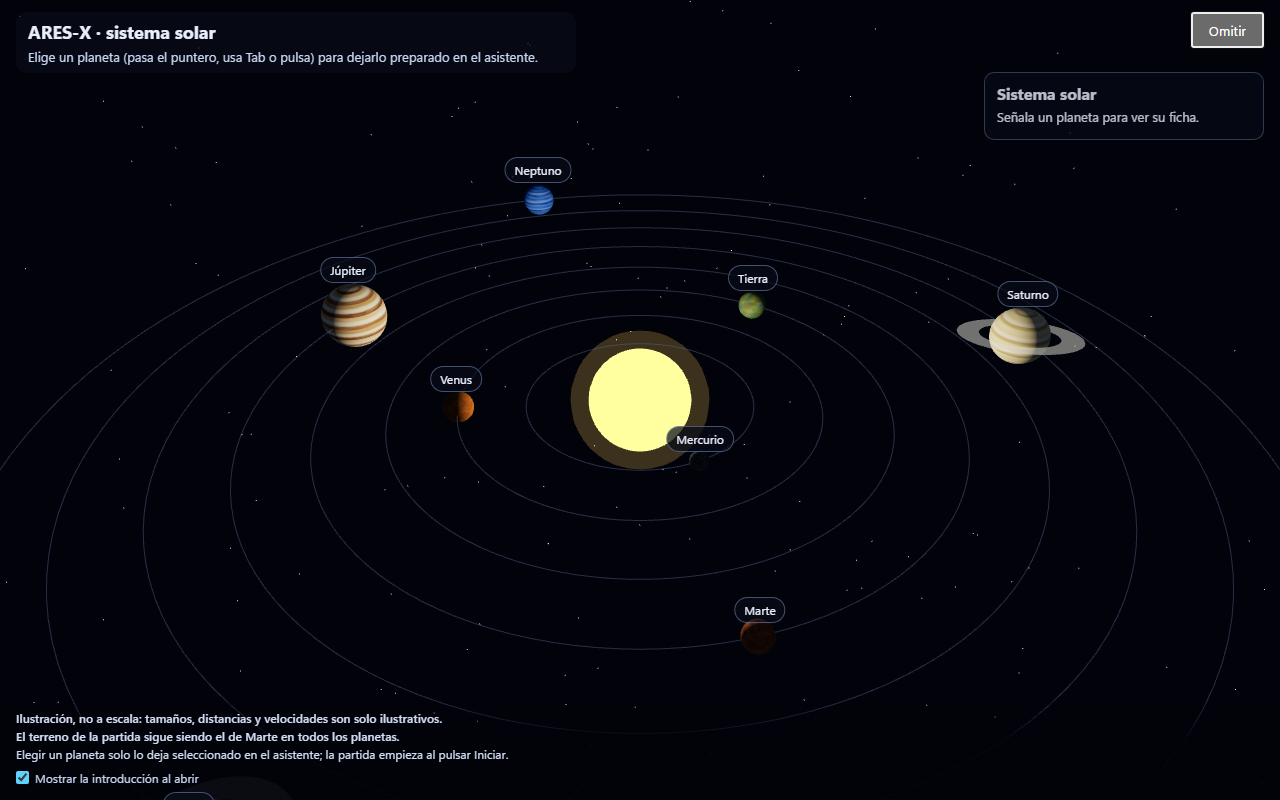 ARES-X · sistema solar
Elige un planeta (pasa el puntero, usa Tab o pulsa) para dejarlo preparado en el asistente.
Omitir
Sistema solar
Señala un planeta para ver su ficha.
Neptuno
Júpiter
Tierra
Saturno
Venus
Mercurio
Marte
Ilustración, no a escala: tamaños, distancias y velocidades son solo ilustrativos.
El terreno de la partida sigue siendo el de Marte en todos los planetas.
Elegir un planeta solo lo deja seleccionado en el asistente; la partida empieza al pulsar Iniciar.
Mostrar la introducción al abrir